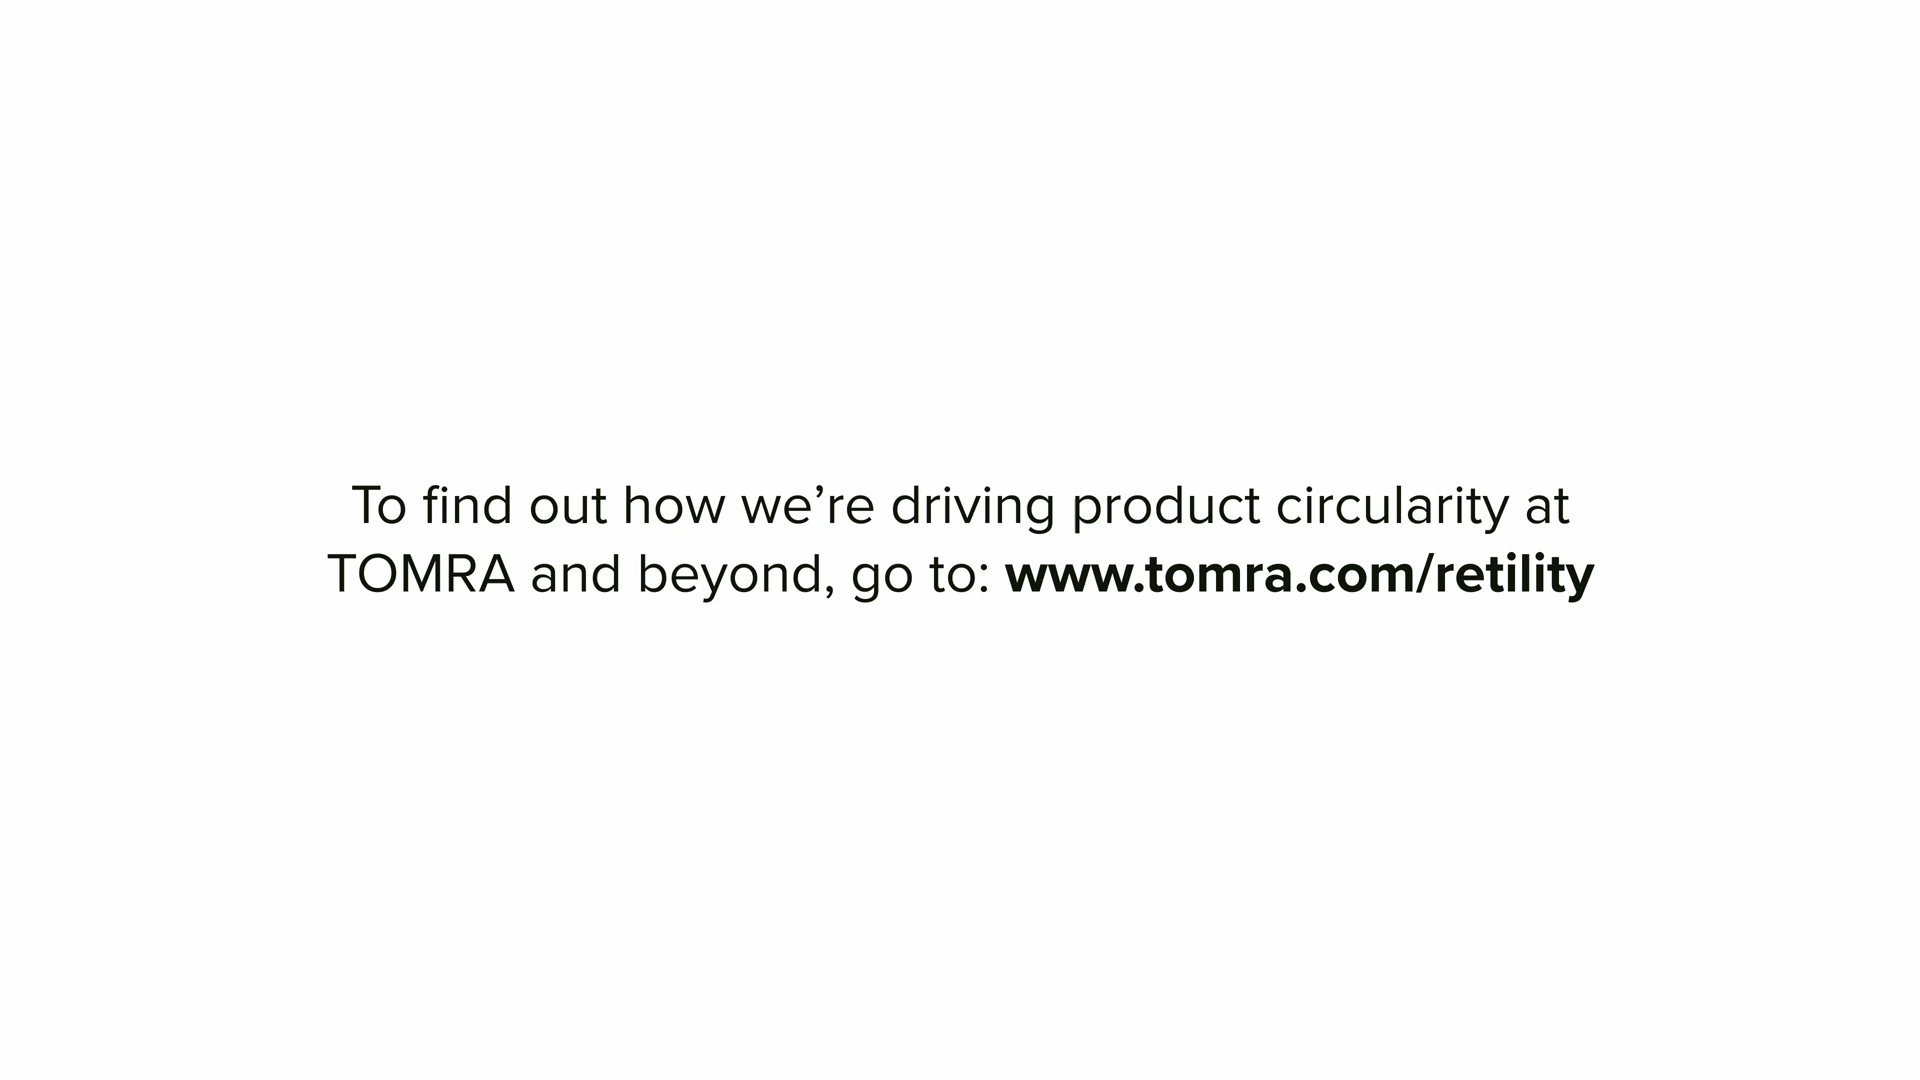 To find out how we’re driving product circularity at
TOMRA and beyond, go to: www.tomra.com/retility